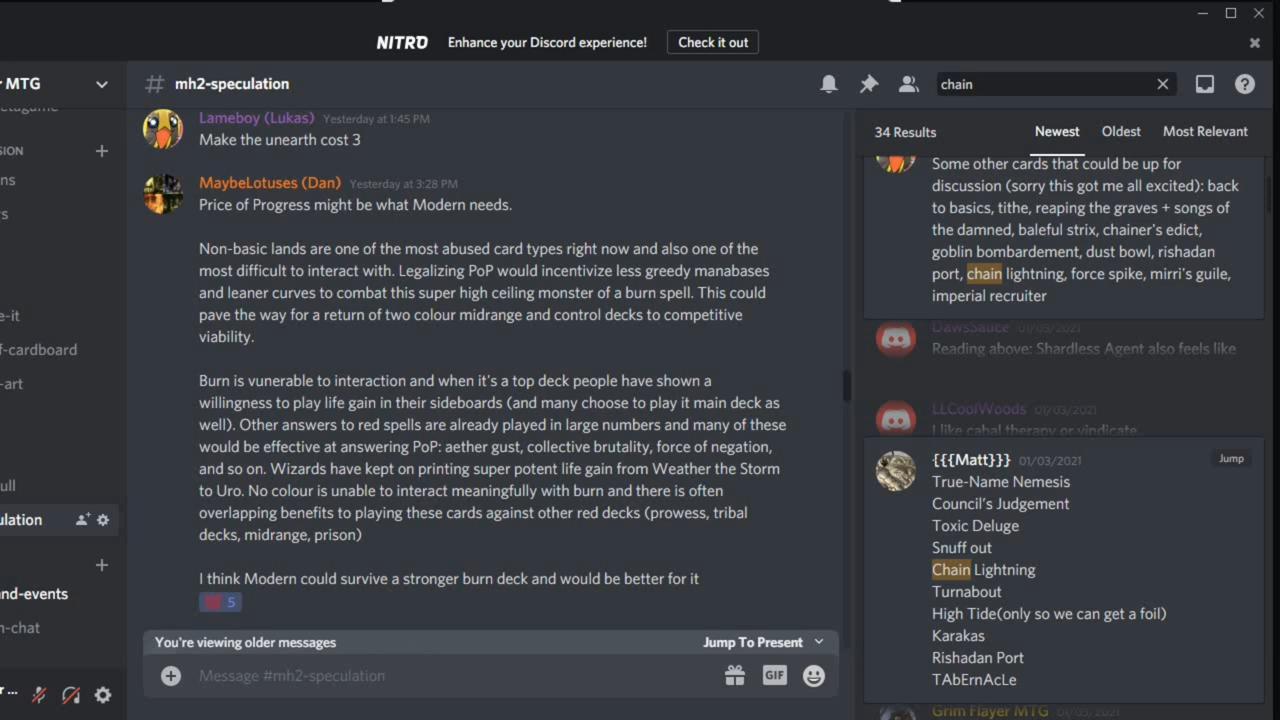 NITRO Enhance your Discord experience! Check it out
r MTG
# mh2-speculation
chain
SION
ns
s
e-it
f-cardboard
-art
ull
ulation
and-events
n-chat
r ...
Lameboy (Lukas) Yesterday at 1:45 PM
Make the unearth cost 3
MaybeLotuses (Dan) Yesterday at 3:28 PM
Price of Progress might be what Modern needs.
Non-basic lands are one of the most abused card types right now and also one of the
most difficult to interact with. Legalizing PoP would incentivize less greedy manabases
and leaner curves to combat this super high ceiling monster of a burn spell. This could
pave the way for a return of two colour midrange and control decks to competitive
viability.
Burn is vunerable to interaction and when it's a top deck people have shown a
willingness to play life gain in their sideboards (and many choose to play it main deck as
well). Other answers to red spells are already played in large numbers and many of these
would be effective at answering PoP: aether gust, collective brutality, force of negation,
and so on. Wizards have kept on printing super potent life gain from Weather the Storm
to Uro. No colour is unable to interact meaningfully with burn and there is often
overlapping benefits to playing these cards against other red decks (prowess, tribal
decks, midrange, prison)
I think Modern could survive a stronger burn deck and would be better for it
5
You're viewing older messages Jump To Present
Message #mh2-speculation GIF
34 Results Newest Oldest Most Relevant
Some other cards that could be up for
discussion (sorry this got me all excited): back
to basics, tithe, reaping the graves + songs of
the damned, baleful strix, chainer's edict,
goblin bombardement, dust bowl, rishadan
port, chain lightning, force spike, mirri's guile,
imperial recruiter
DawsSauce 01/03/2021
Reading above: Shardless Agent also feels like
LLCoolWoods 01/03/2021
I like cabal therapy or vindicate
{{{Matt}}} 01/03/2021 Jump
True-Name Nemesis
Council's Judgement
Toxic Deluge
Snuff out
Chain Lightning
Turnabout
High Tide(only so we can get a foil)
Karakas
Rishadan Port
TAbErnAcLe
Grim Flayer MTG 01/03/2021